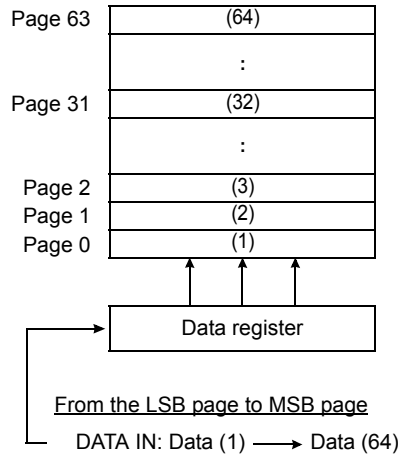 Page 63 (64)
:
Page 31 (32)
:
Page 2 (3)
Page 1 (2)
Page 0 (1)
Data register
From the LSB page to MSB page
DATA IN: Data (1) Data (64)